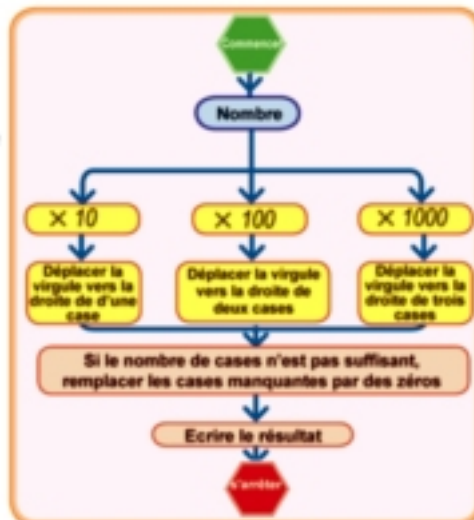 Commencer
Nombre
× 10
× 100
× 1000
Déplacer la
virgule vers la
droite de d'une
case
Déplacer la virgule
vers la droite de
deux cases
Déplacer la
virgule vers la
droite de trois
cases
Si le nombre de cases n'est pas suffisant,
remplacer les cases manquantes par des zéros
Ecrire le résultat
s'arrêter